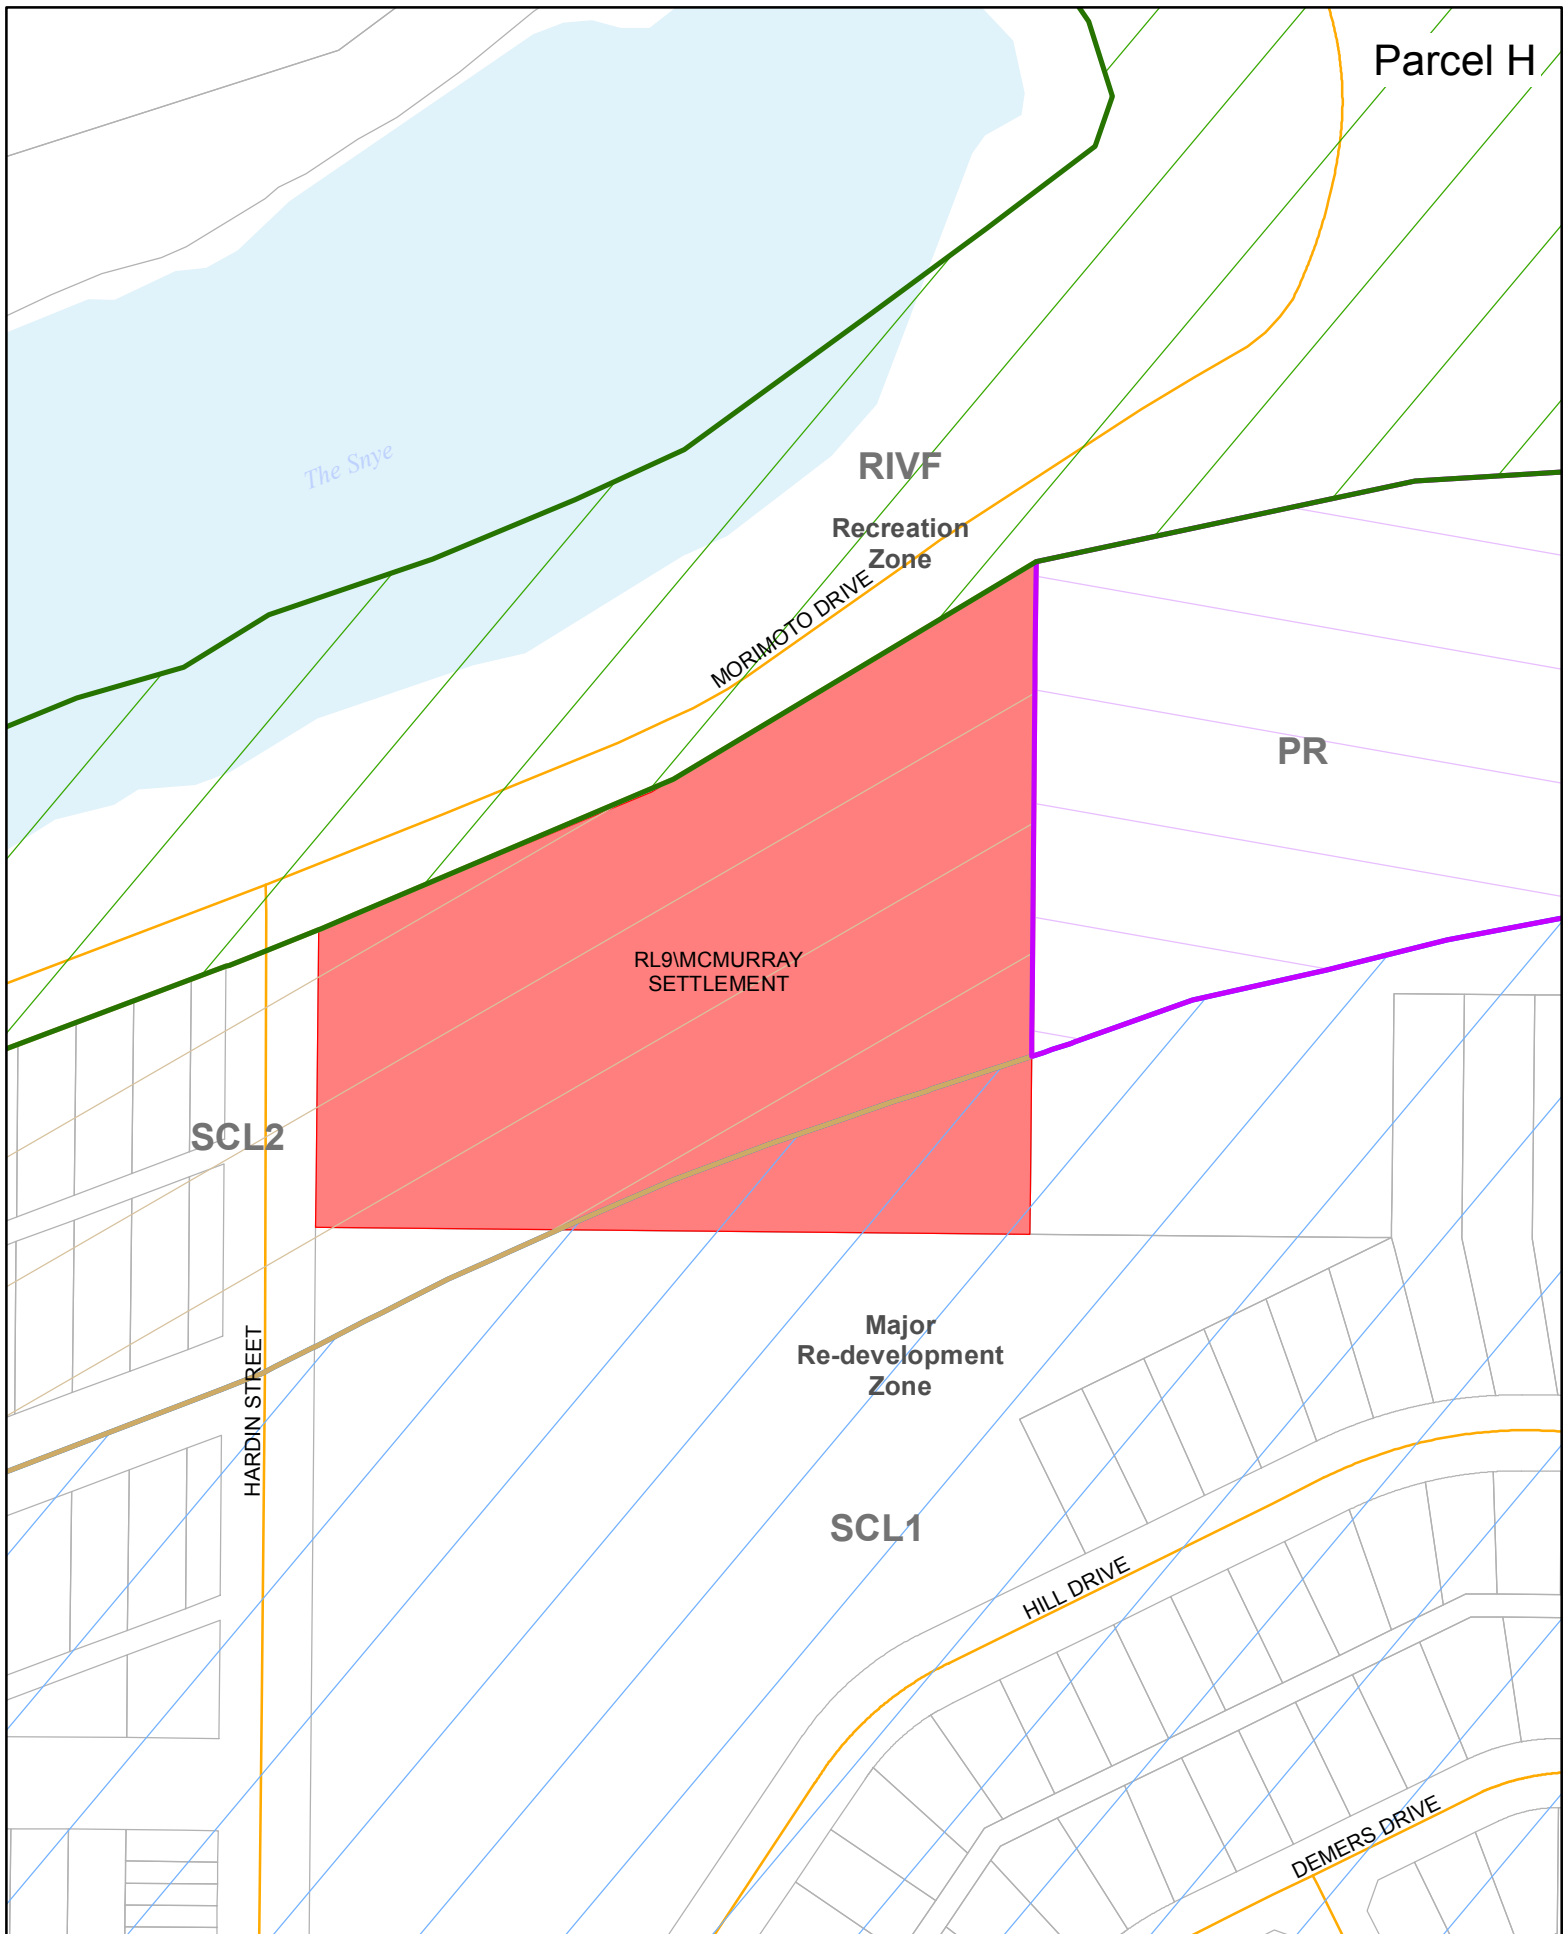 Parcel H
The Snye
RIVF
Recreation
Zone
MORIMOTO DRIVE
PR
RL9\MCMURRAY
SETTLEMENT
SCL2
Major
Re-development
Zone
HARDIN STREET
SCL1
HILL DRIVE
DEMERS DRIVE